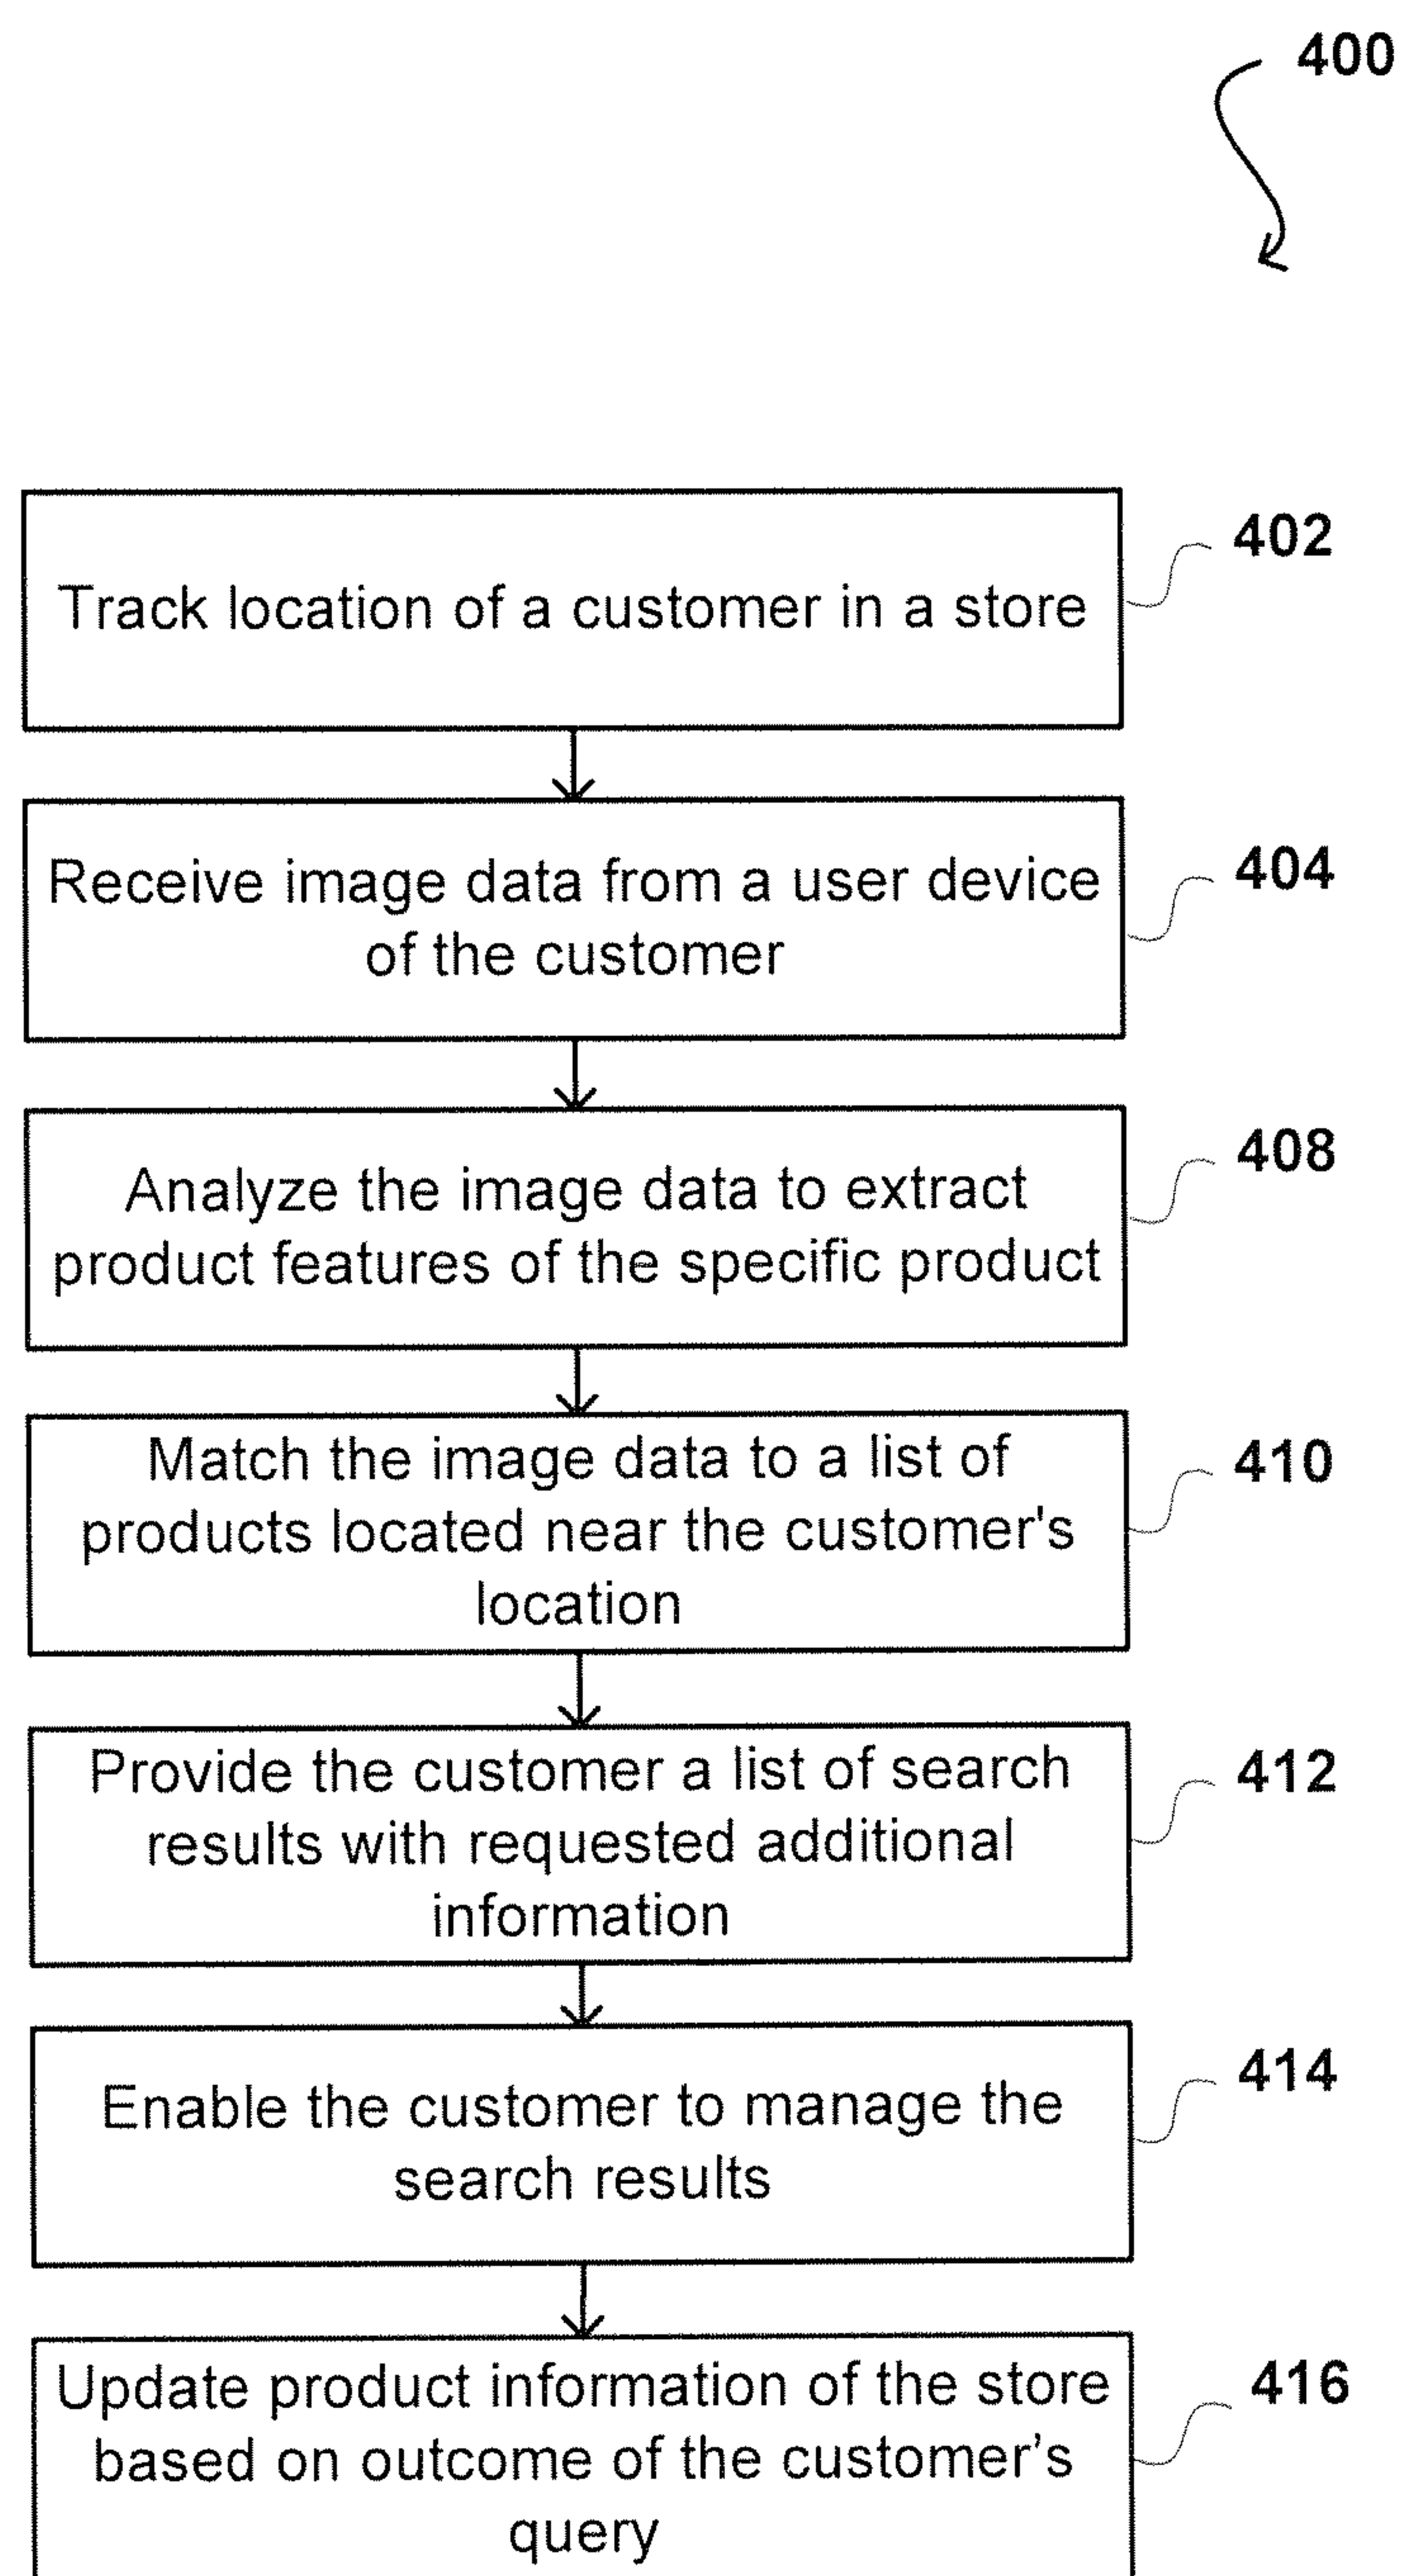 400
Track location of a customer in a store
402
Receive image data from a user device
of the customer
404
Analyze the image data to extract
product features of the specific product
408
Match the image data to a list of
products located near the customer's
location
410
Provide the customer a list of search
results with requested additional
information
412
Enable the customer to manage the
search results
414
Update product information of the store
based on outcome of the customer’s
query
416